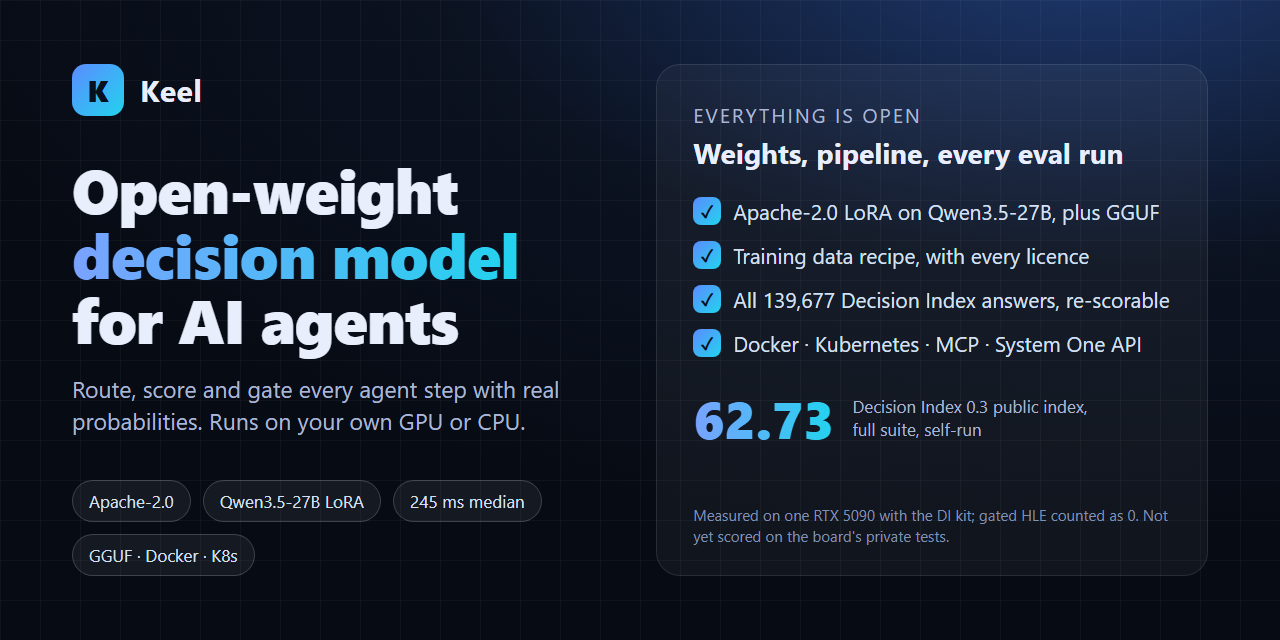 K
Keel
Open-weight
decision model
for AI agents
Route, score and gate every agent step with real
probabilities. Runs on your own GPU or CPU.
Apache-2.0
Qwen3.5-27B LoRA
245 ms median
GGUF · Docker · K8s
EVERYTHING IS OPEN
Weights, pipeline, every eval run
✓ Apache-2.0 LoRA on Qwen3.5-27B, plus GGUF
✓ Training data recipe, with every licence
✓ All 139,677 Decision Index answers, re-scorable
✓ Docker · Kubernetes · MCP · System One API
62.73
Decision Index 0.3 public index,
full suite, self-run
Measured on one RTX 5090 with the DI kit; gated HLE counted as 0. Not
yet scored on the board's private tests.